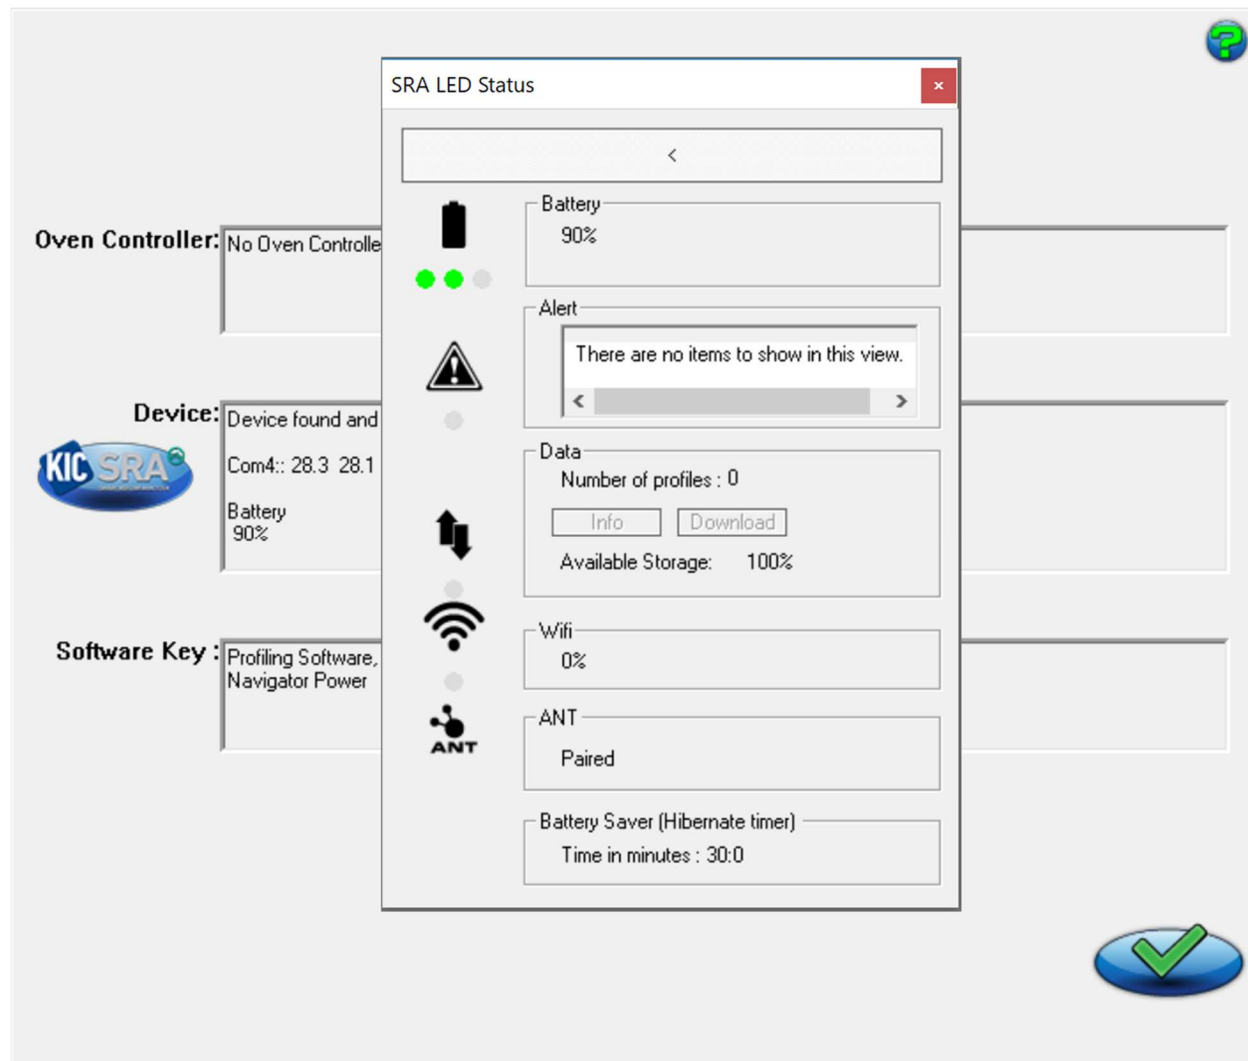 SRA LED Status
x
<
Battery
90%
Alert
There are no items to show in this view.
Data
Number of profiles : 0
Info Download
Available Storage: 100%
Wifi
0%
ANT
ANT
Paired
Battery Saver (Hibernate timer)
Time in minutes : 30:0
Oven Controller: No Oven Controlle
Device: Device found and
KIC SRA
Com4:: 28.3 28.1
Battery
90%
Software Key : Profiling Software,
Navigator Power
?